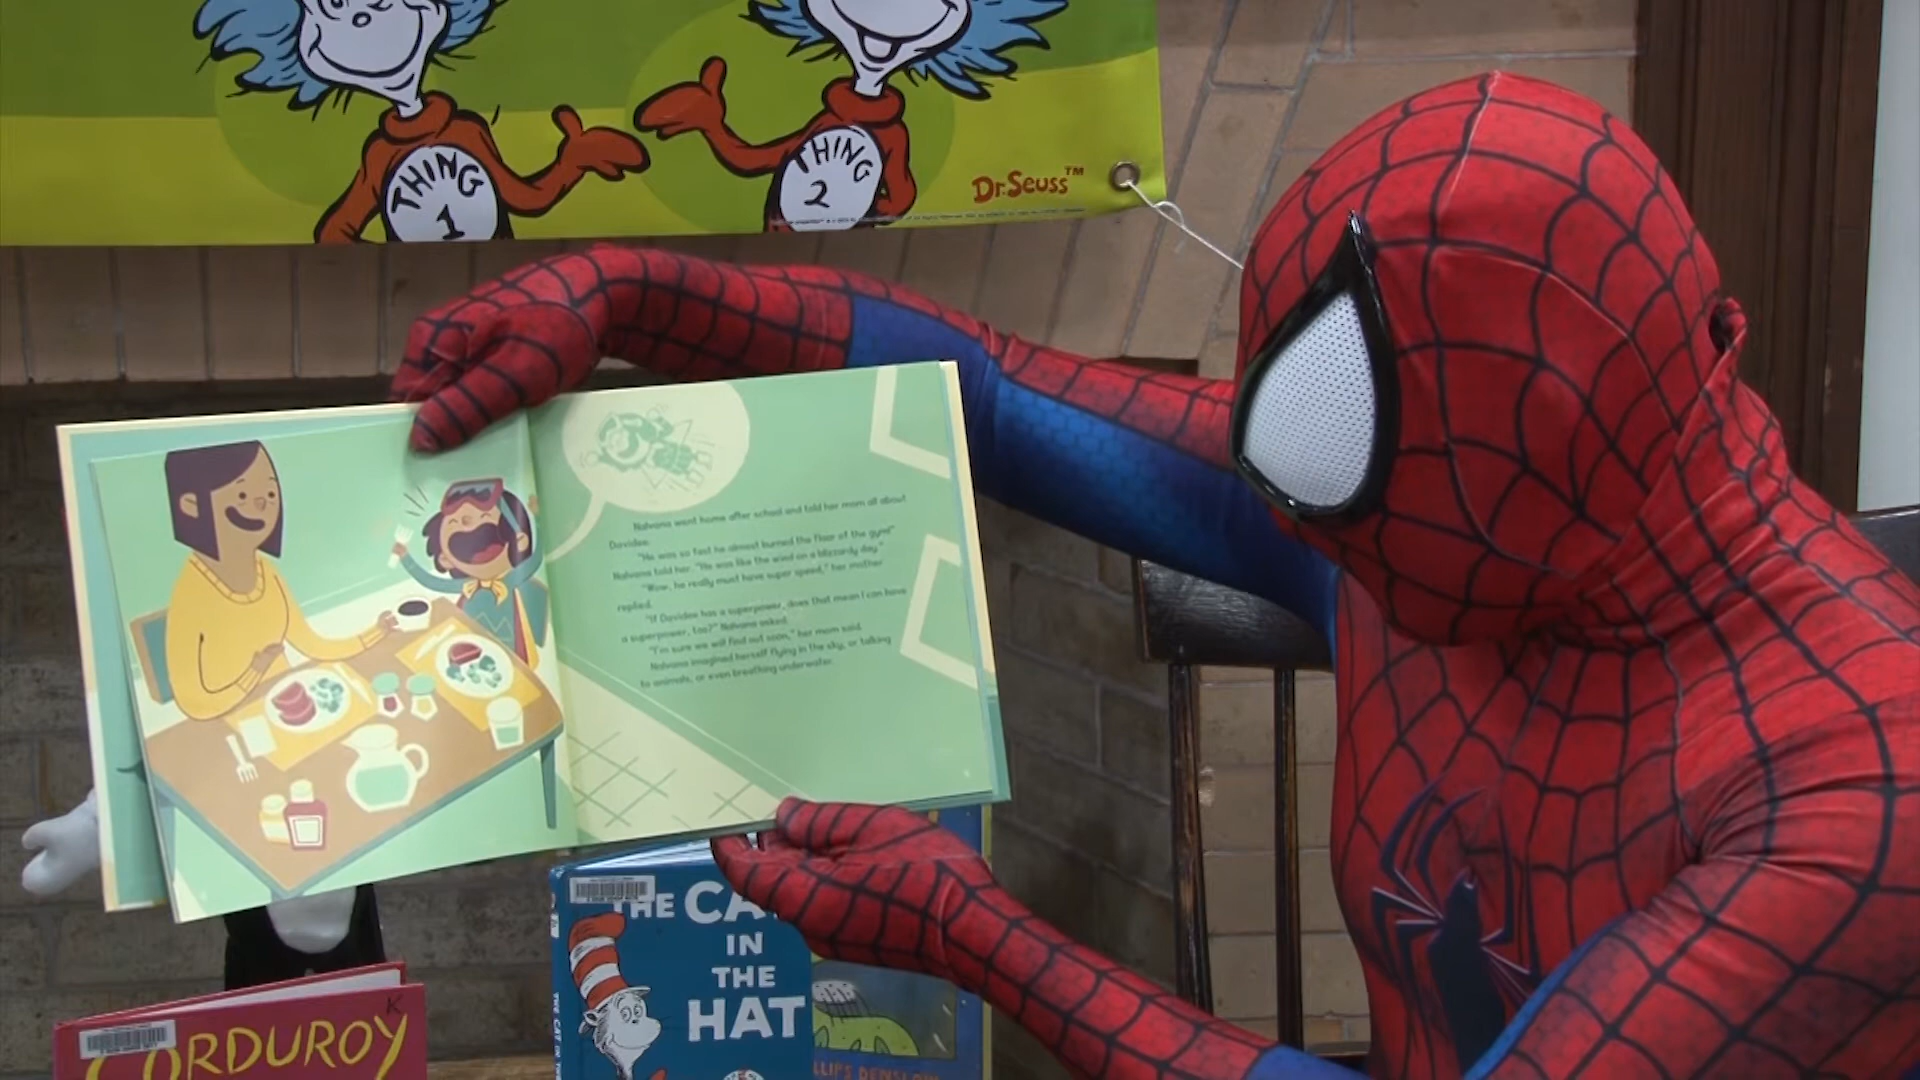 THING
1
THING
2
Dr. Seuss™
Nalvana went home after school and told her mom all about
Davidee.
"He was so fast he almost burned the floor of the gym!"
Nalvana told her. "He was like the wind on a blizzardy day."
"Wow, he really must have super speed," her mother
replied.
"If Davidee has a superpower, does that mean I can have
a superpower, too?" Nalvana asked.
"I'm sure we will find out soon," her mom said.
Nalvana imagined herself flying in the sky, or talking
to animals, or even breathing underwater.
THE CA
IN
THE
HAT
K
CORDUROY
LLIPS DENSLOW